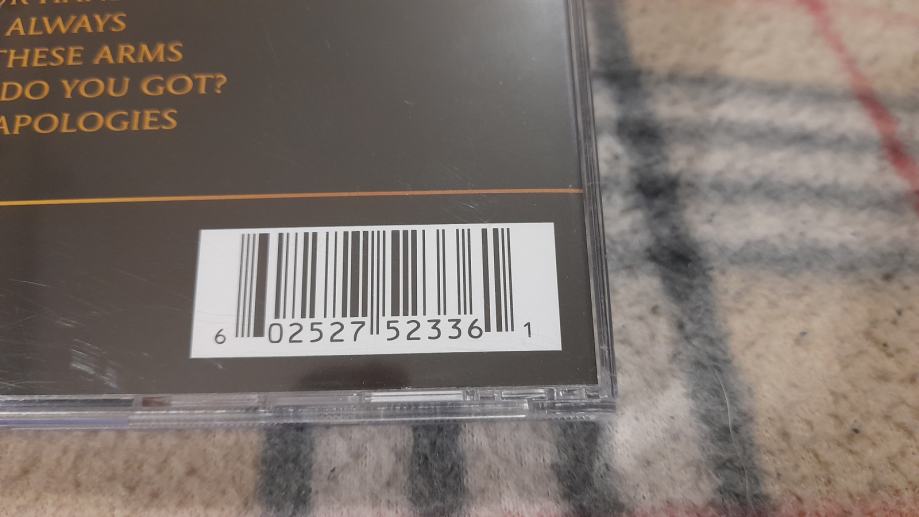 ALWAYS
THESE ARMS
DO YOU GOT?
APOLOGIES
6 02527 52336 1